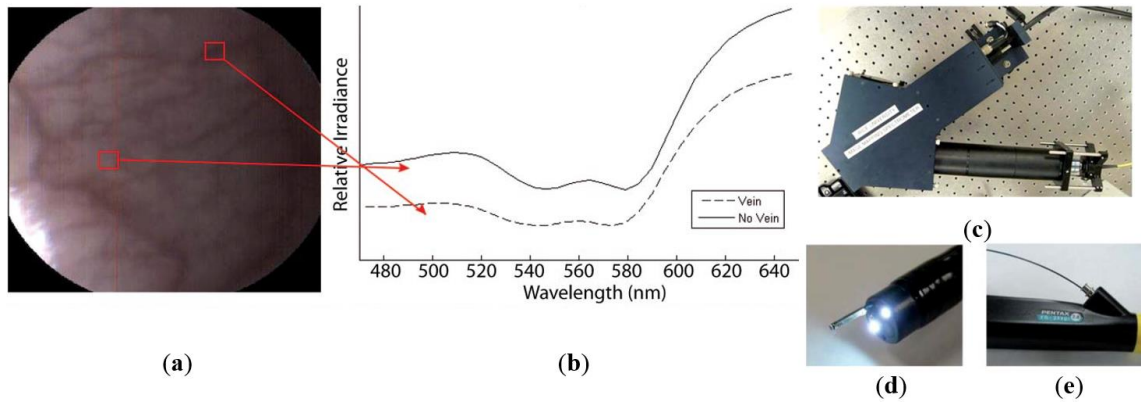 Relative Irradiance
Vein
No Vein
480 500 520 540 560 580 600 620 640
Wavelength (nm)
PENTAX
(a)
(b)
(c)
(d)
(e)